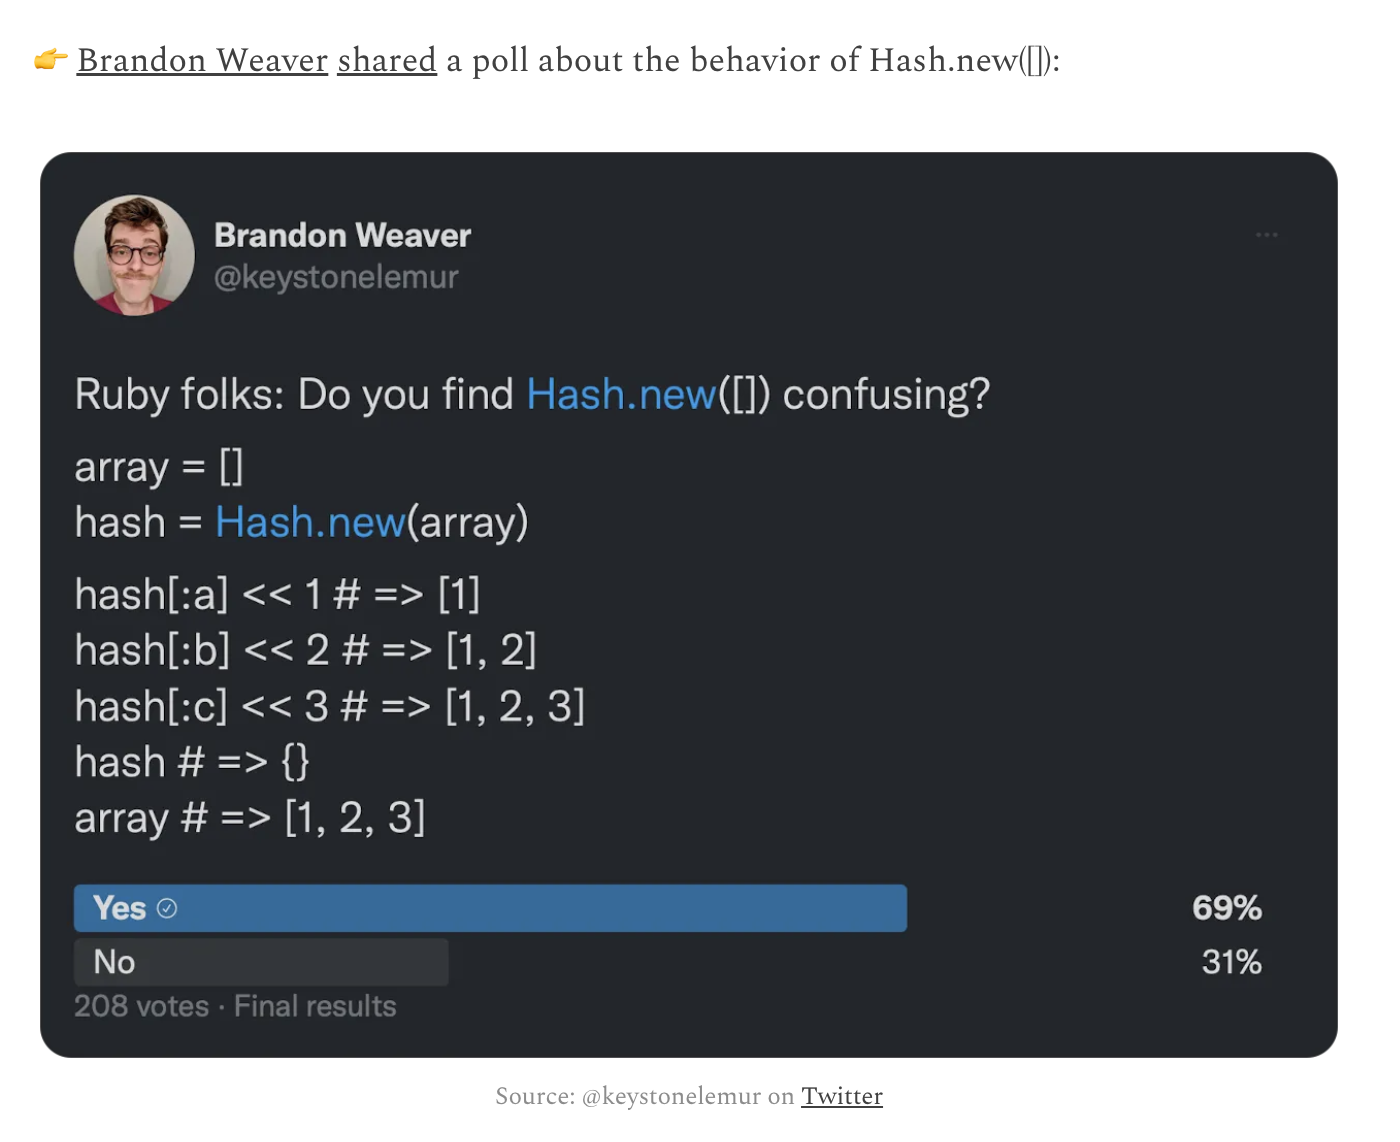 👉 Brandon Weaver shared a poll about the behavior of Hash.new([]):
Brandon Weaver
@keystonelemur
Ruby folks: Do you find Hash.new([]) confusing?
array = []
hash = Hash.new(array)
hash[:a] << 1 # => [1]
hash[:b] << 2 # => [1, 2]
hash[:c] << 3 # => [1, 2, 3]
hash # => {}
array # => [1, 2, 3]
Yes 69%
No 31%
208 votes · Final results
Source: @keystonelemur on Twitter